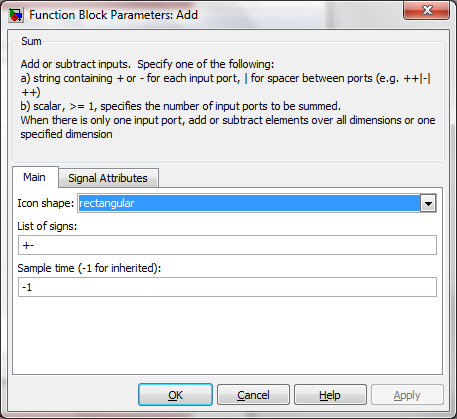 Function Block Parameters: Add
Sum
Add or subtract inputs. Specify one of the following:
a) string containing + or - for each input port, | for spacer between ports (e.g. ++|-|
++)
b) scalar, >= 1, specifies the number of input ports to be summed.
When there is only one input port, add or subtract elements over all dimensions or one
specified dimension
Main Signal Attributes
Icon shape: rectangular
List of signs:
+-
Sample time (-1 for inherited):
-1
OK Cancel Help Apply